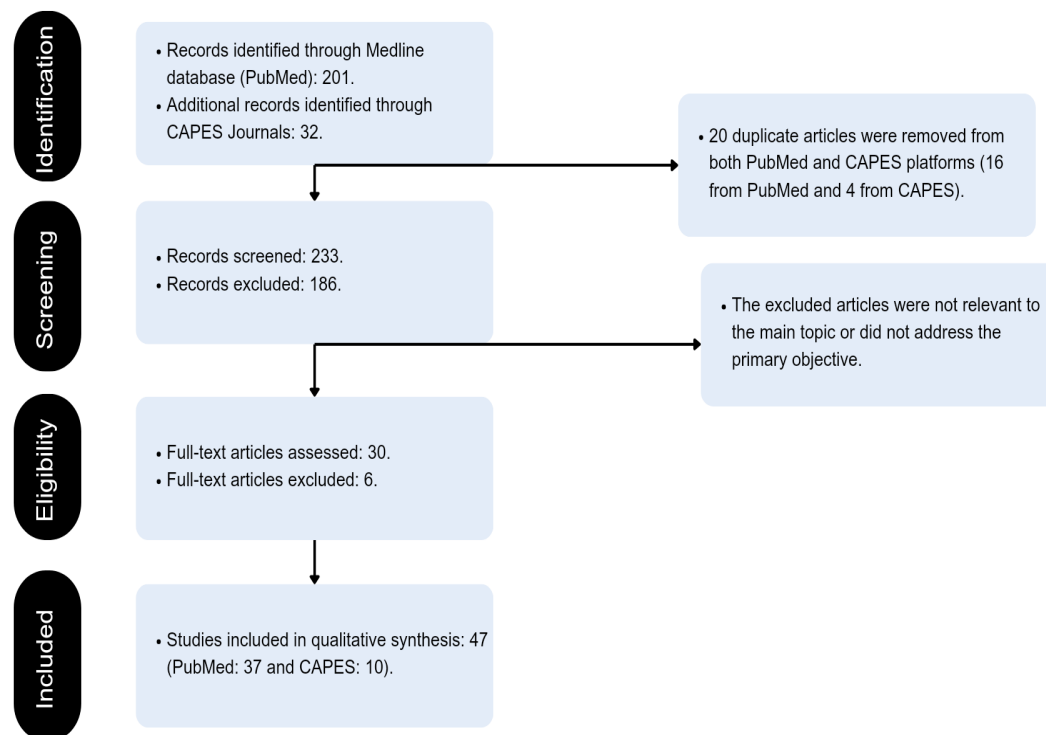 Identification
• Records identified through Medline
database (PubMed): 201.
• Additional records identified through
CAPES Journals: 32.
• 20 duplicate articles were removed from
both PubMed and CAPES platforms (16
from PubMed and 4 from CAPES).
Screening
• Records screened: 233.
• Records excluded: 186.
• The excluded articles were not relevant to
the main topic or did not address the
primary objective.
Eligibility
• Full-text articles assessed: 30.
• Full-text articles excluded: 6.
Included
• Studies included in qualitative synthesis: 47
(PubMed: 37 and CAPES: 10).